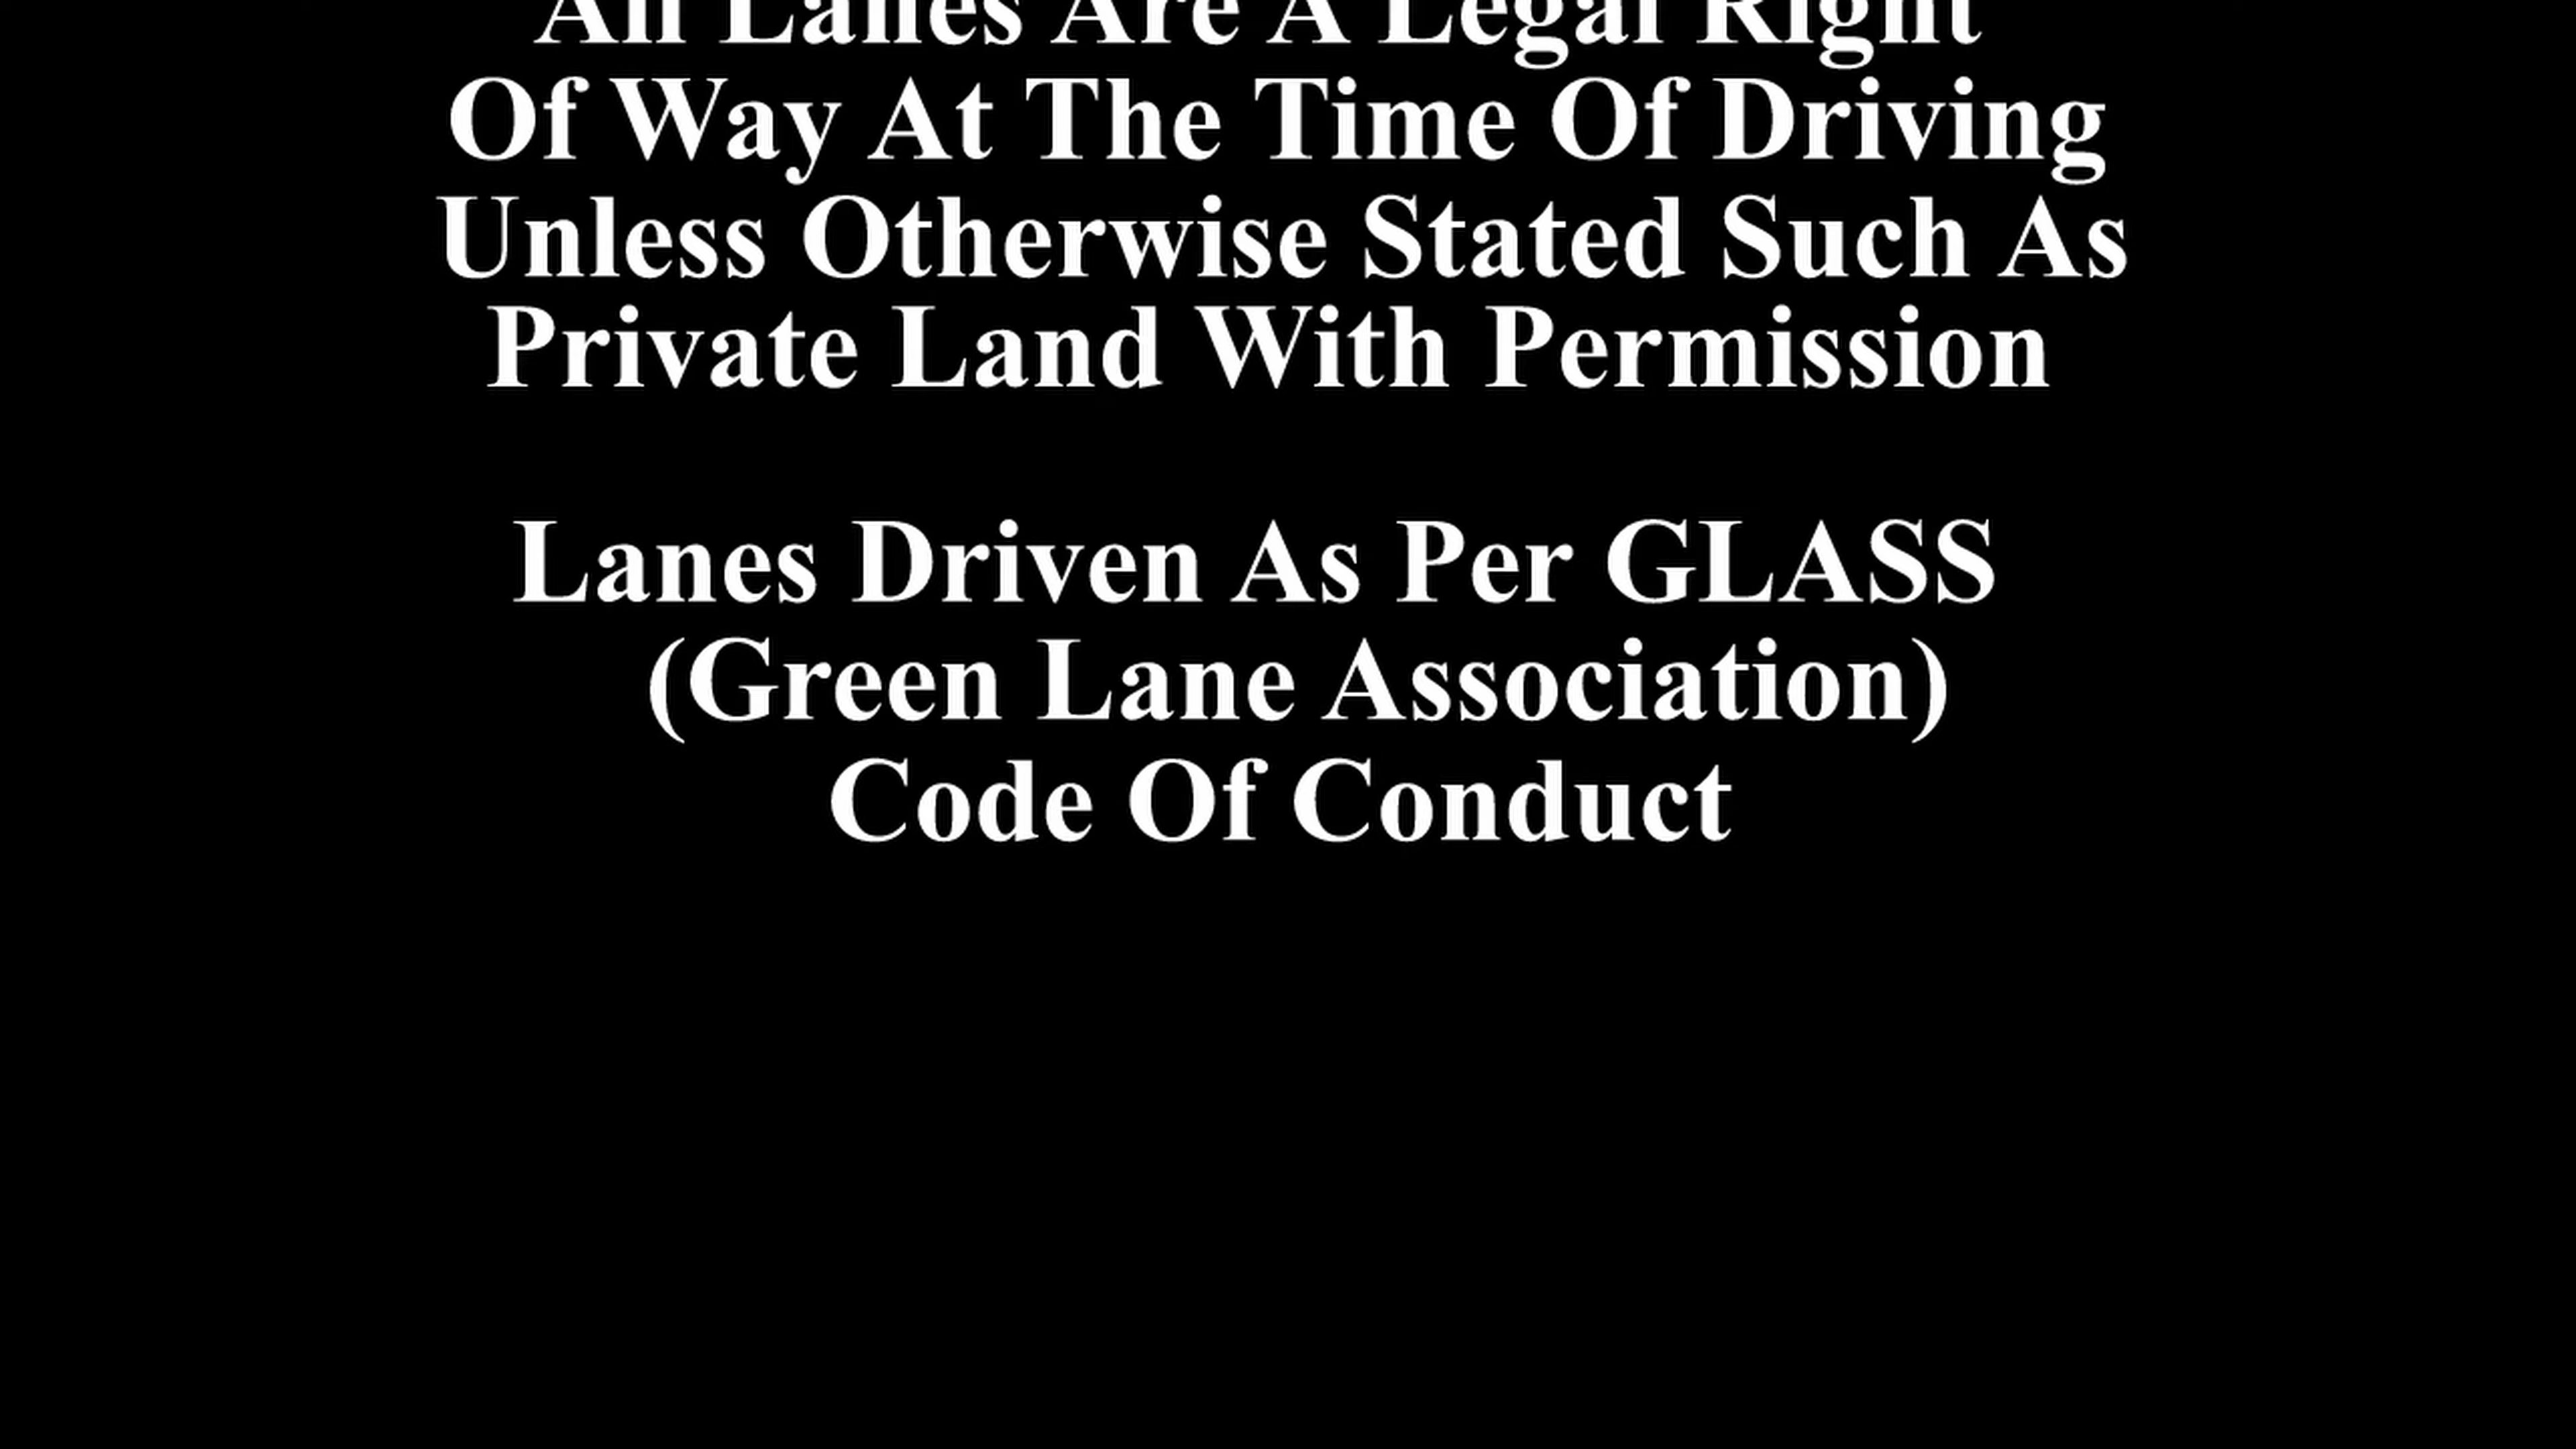 All Lanes Are A Legal Right
Of Way At The Time Of Driving
Unless Otherwise Stated Such As
Private Land With Permission
Lanes Driven As Per GLASS
(Green Lane Association)
Code Of Conduct